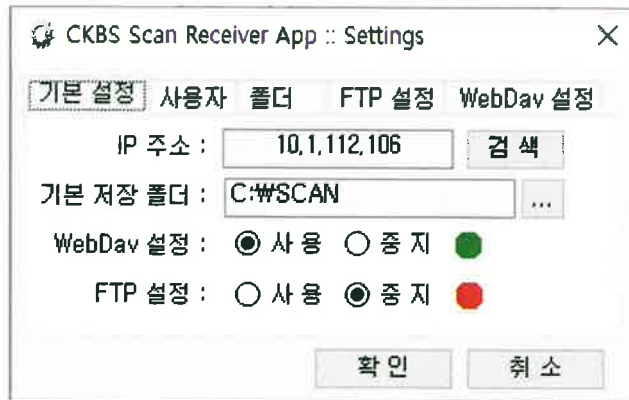 CKBS Scan Receiver App :: Settings
기본 설정 사용자 폴더 FTP 설정 WebDav 설정
IP 주소 : 10,1,112,106 검 색
기본 저장 폴더 : C:₩SCAN ...
WebDav 설정 : 사 용 중 지
FTP 설정 : 사 용 중 지
확 인 취 소